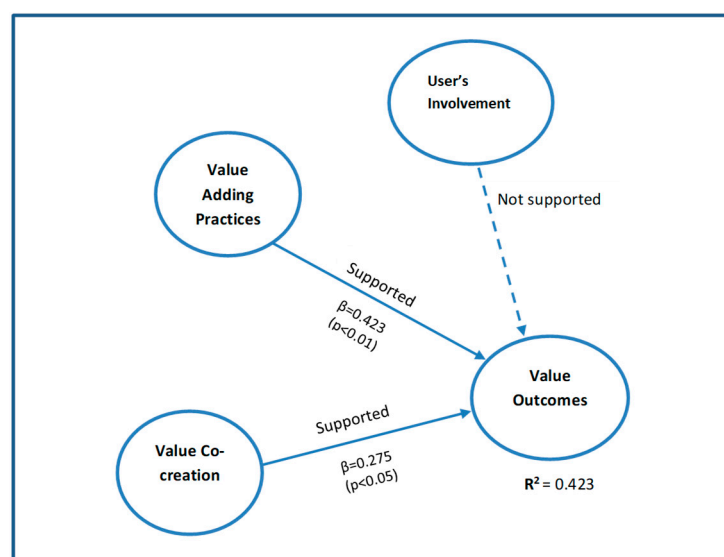 User's
Involvement
Value
Adding
Practices
Not supported
Supported
β=0.423
(p<0.01)
Value
Outcomes
Supported
Value Co-
creation
β=0.275
(p<0.05)
R² = 0.423